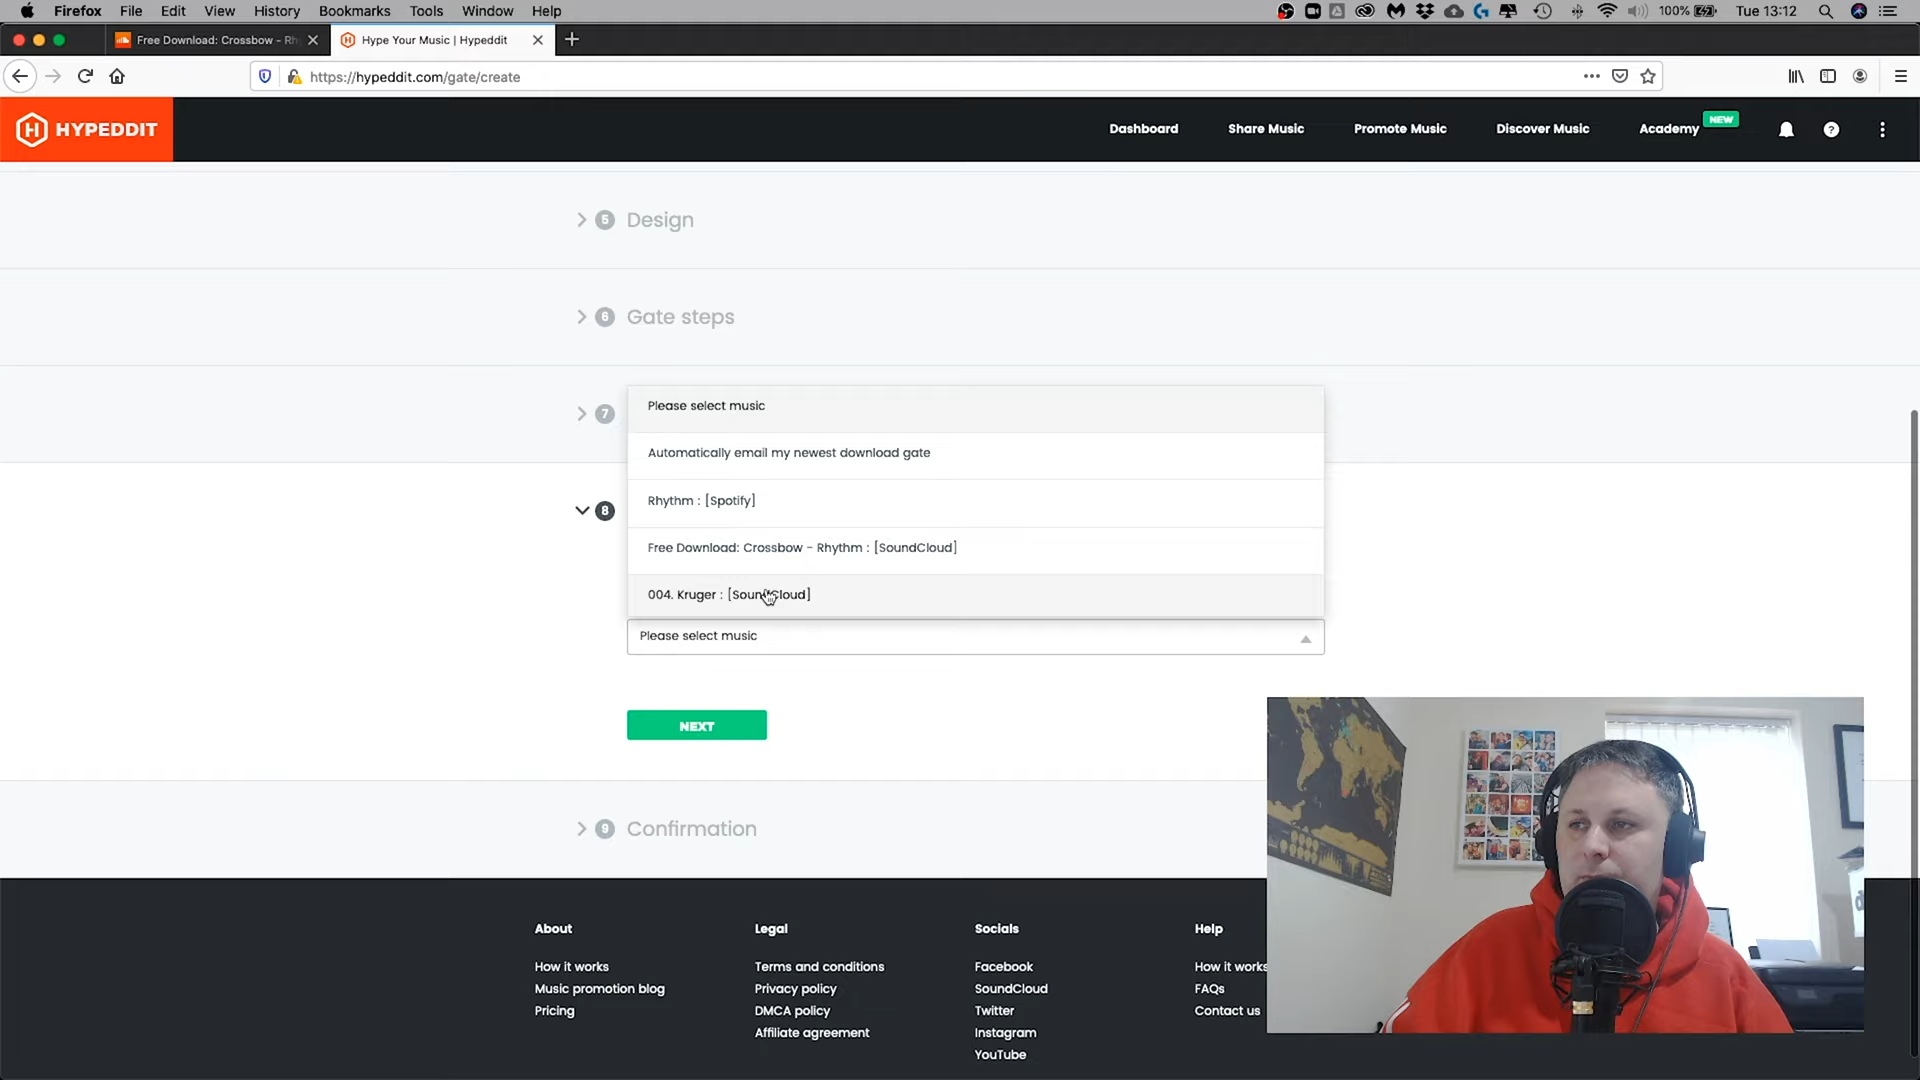 Firefox File Edit View History Bookmarks Tools Window Help 100% Tue 13:12
Free Download: Crossbow - Rh
Hype Your Music | Hypeddit
https://hypeddit.com/gate/create
HYPEDDIT
Dashboard Share Music Promote Music Discover Music Academy NEW
5 Design
6 Gate steps
7
Please select music
Automatically email my newest download gate
Rhythm : [Spotify]
8
Free Download: Crossbow - Rhythm : [SoundCloud]
004. Kruger : [SoundCloud]
Please select music
NEXT
9 Confirmation
About Legal Socials Help
How it works Terms and conditions Facebook How it works
Music promotion blog Privacy policy SoundCloud FAQs
Pricing DMCA policy Twitter Contact us
Affiliate agreement Instagram
YouTube